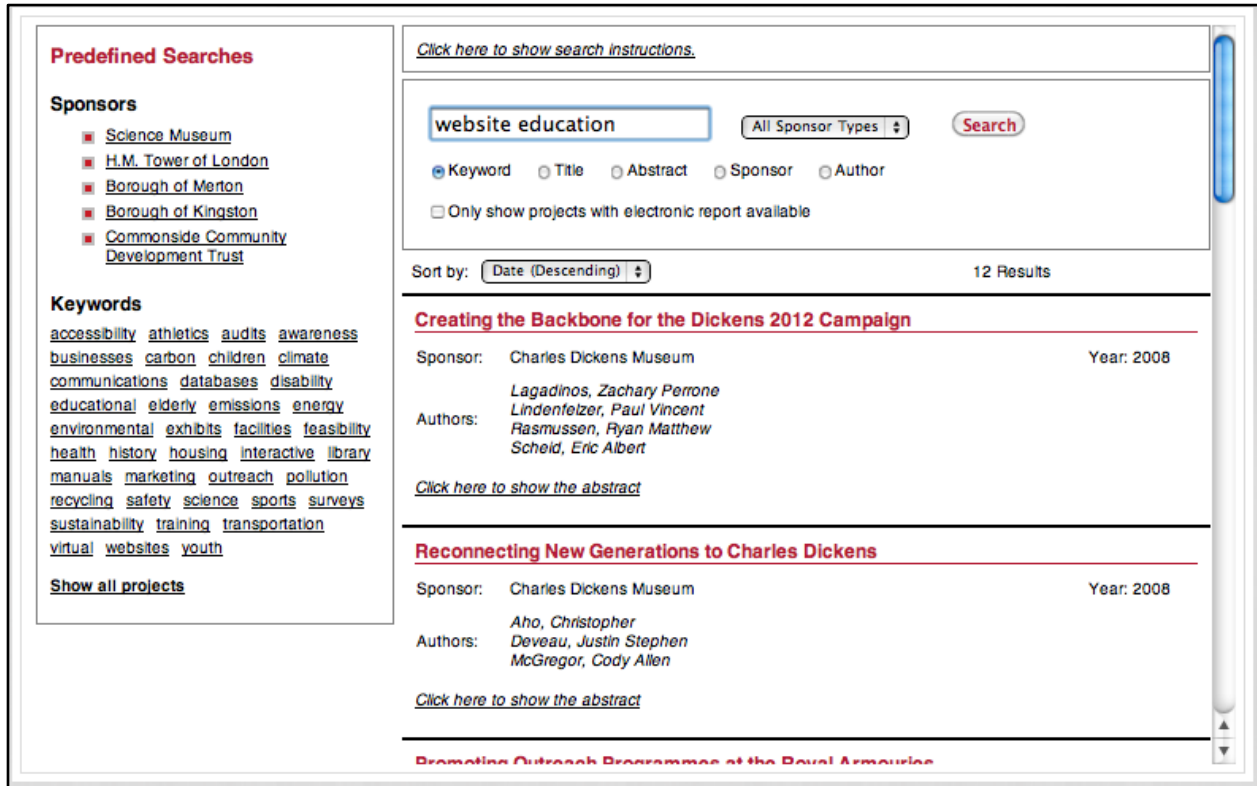 Predefined Searches
Sponsors
Science Museum
H.M. Tower of London
Borough of Merton
Borough of Kingston
Commonside Community
Development Trust
Keywords
accessibility athletics audits awareness
businesses carbon children climate
communications databases disability
educational elderly emissions energy
environmental exhibits facilities feasibility
health history housing interactive library
manuals marketing outreach pollution
recycling safety science sports surveys
sustainability training transportation
virtual websites youth
Show all projects
Click here to show search instructions.
website education All Sponsor Types Search
Keyword Title Abstract Sponsor Author
Only show projects with electronic report available
Sort by: Date (Descending) 12 Results
Creating the Backbone for the Dickens 2012 Campaign
Sponsor: Charles Dickens Museum Year: 2008
Authors:
Lagadinos, Zachary Perrone
Lindenfelzer, Paul Vincent
Rasmussen, Ryan Matthew
Scheid, Eric Albert
Click here to show the abstract
Reconnecting New Generations to Charles Dickens
Sponsor: Charles Dickens Museum Year: 2008
Authors:
Aho, Christopher
Deveau, Justin Stephen
McGregor, Cody Allen
Click here to show the abstract
Promoting Outreach Programmes at the Royal Armouries